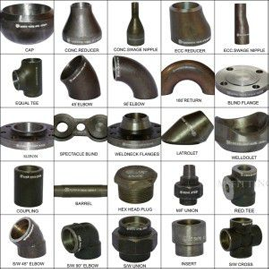 CAP
CONC.REDUCER
CONC.SWAGE NIPPLE
ECC REDUCER
ECC.SWAGE NIPPLE
EQUAL TEE
45°ELBOW
90°ELBOW
180°RETURN
BLIND FLANGE
SPECTACLE BLIND
WELDNECK FLANGES
LATROLET
WELDOLET
COUPLING
BARREL
HEX HEAD PLUG
UNION
RED.TEE
S/W 45° ELBOW
S/W 90° ELBOW
S/W UNION
INSERT
S/W CROSS